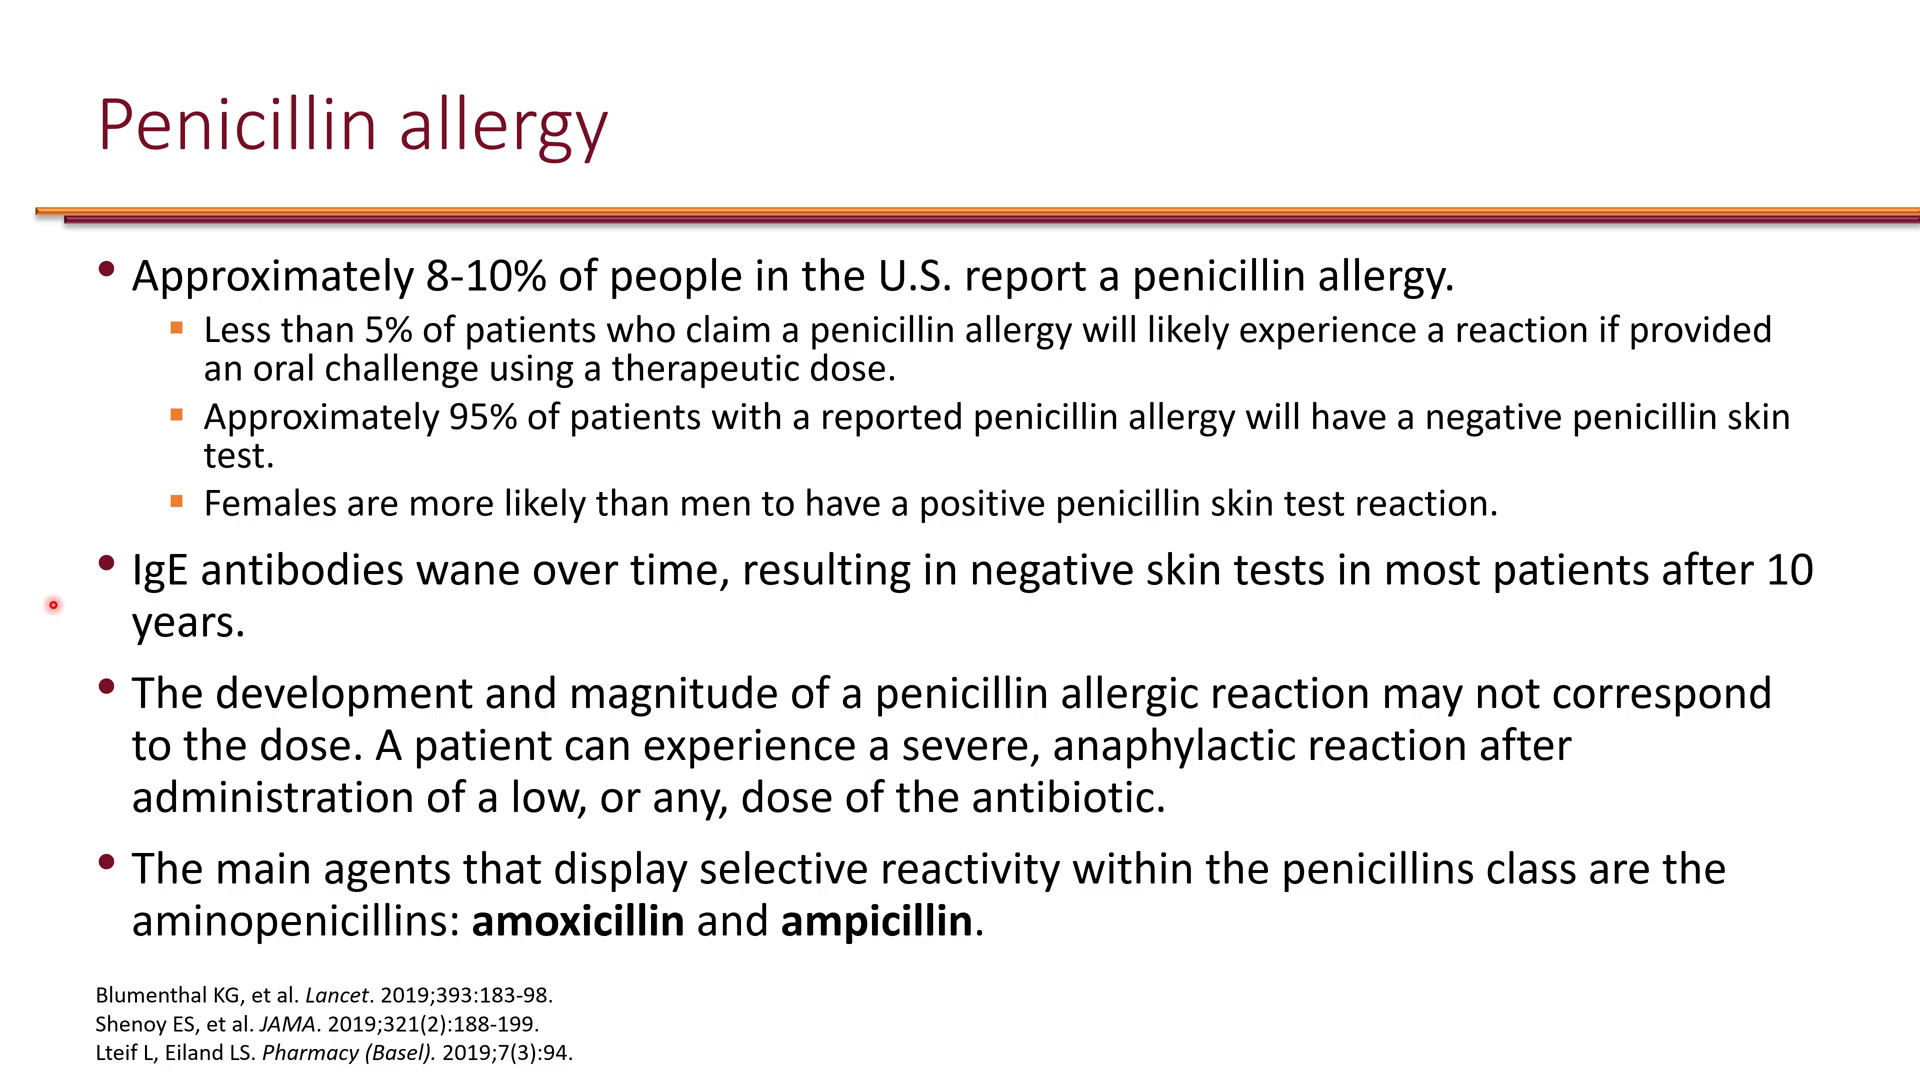 Penicillin allergy
• Approximately 8-10% of people in the U.S. report a penicillin allergy.
▪ Less than 5% of patients who claim a penicillin allergy will likely experience a reaction if provided
an oral challenge using a therapeutic dose.
▪ Approximately 95% of patients with a reported penicillin allergy will have a negative penicillin skin
test.
▪ Females are more likely than men to have a positive penicillin skin test reaction.
• IgE antibodies wane over time, resulting in negative skin tests in most patients after 10
years.
• The development and magnitude of a penicillin allergic reaction may not correspond
to the dose. A patient can experience a severe, anaphylactic reaction after
administration of a low, or any, dose of the antibiotic.
• The main agents that display selective reactivity within the penicillins class are the
aminopenicillins: amoxicillin and ampicillin.
Blumenthal KG, et al. Lancet. 2019;393:183-98.
Shenoy ES, et al. JAMA. 2019;321(2):188-199.
Lteif L, Eiland LS. Pharmacy (Basel). 2019;7(3):94.